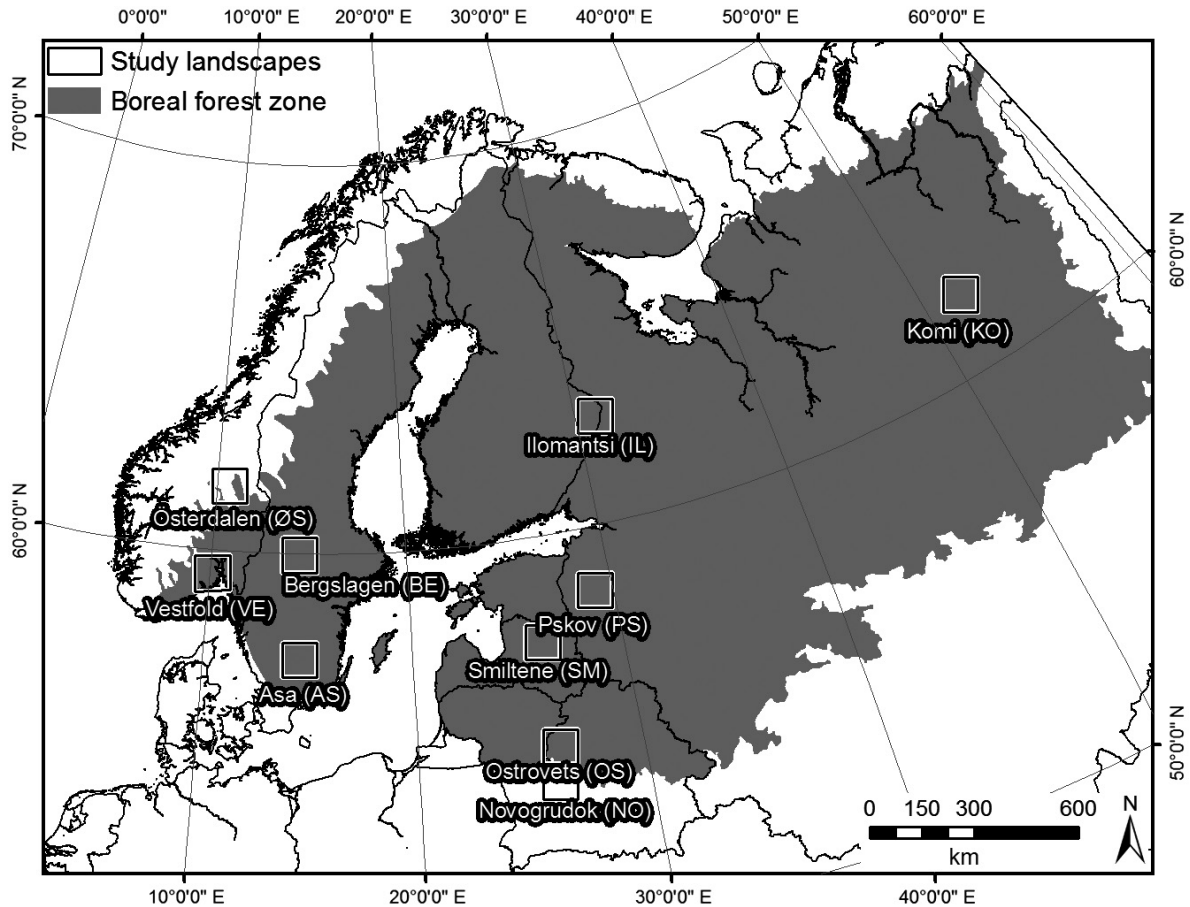 0°0'0" 10°0'0" E 20°0'0" E 30°0'0" E 40°0'0" E 50°0'0" E 60°0'0" E
Study landscapes
Boreal forest zone
70°0'0" N
60°0'0" N
60°0'0" N
50°0'0" N
Komi (KO)
Ilomantsi (IL)
Österdalen (ØS)
Bergslagen (BE)
Vestfold (VE)
Pskov (PS)
Smiltene (SM)
Asa (AS)
Ostrovets (OS)
Novogrudok (NO)
0 150 300 600
km
N
10°0'0" E 20°0'0" E 30°0'0" E 40°0'0" E